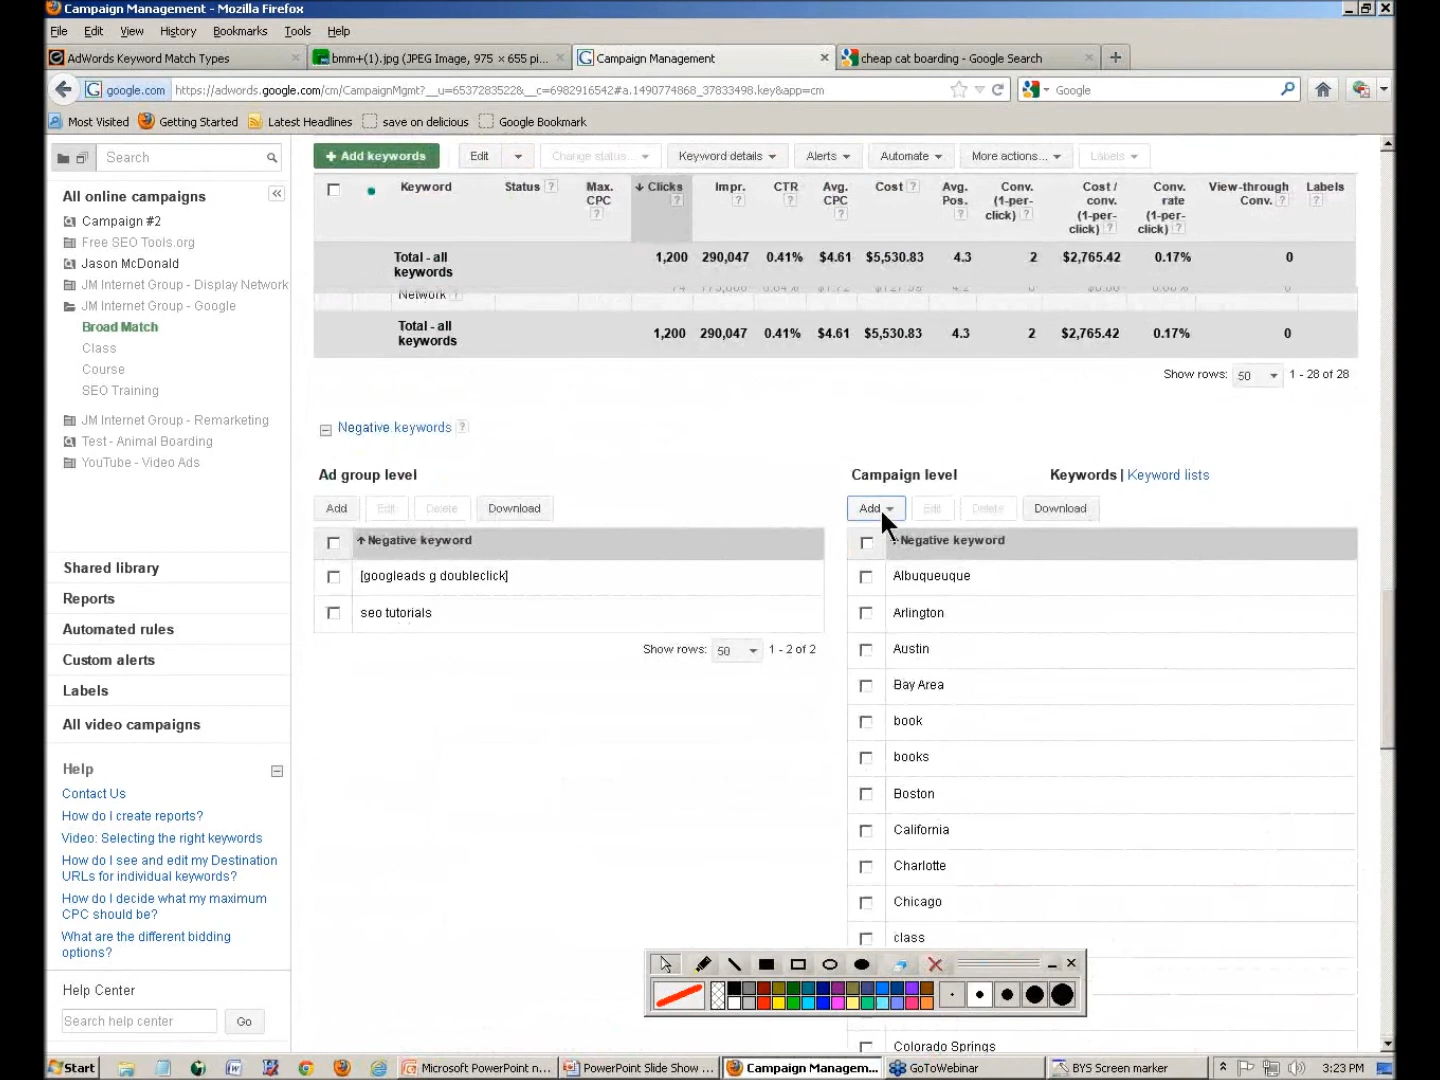 Campaign Management - Mozilla Firefox
File Edit View History Bookmarks Tools Help
AdWords Keyword Match Types
bmm+(1).jpg (JPEG Image, 975 × 655 pi...
Campaign Management
cheap cat boarding - Google Search
google.com
https://adwords.google.com/cm/CampaignMgmt?__u=6537283522&__c=6982916542#a.1490774868_37833498.key&app=cm
Google
Most Visited Getting Started Latest Headlines save on delicious Google Bookmark
Search
All online campaigns
Campaign #2
Free SEO Tools.org
Jason McDonald
JM Internet Group - Display Network
JM Internet Group - Google
Broad Match
Class
Course
SEO Training
JM Internet Group - Remarketing
Test - Animal Boarding
YouTube - Video Ads
Shared library
Reports
Automated rules
Custom alerts
Labels
All video campaigns
Help
Contact Us
How do I create reports?
Video: Selecting the right keywords
How do I see and edit my Destination
URLs for individual keywords?
How do I decide what my maximum
CPC should be?
What are the different bidding
options?
Help Center
Search help center
Go
+ Add keywords Edit Change status... Keyword details Alerts Automate More actions... Labels
Keyword Status ? Max. CPC ? Clicks ? Impr. ? CTR ? Avg. CPC ? Cost ? Avg. Pos. ? Conv. (1-per-click) ? Cost / conv. (1-per-click) ? Conv. rate (1-per-click) ? View-through Conv. ? Labels ?
Total - all keywords 1,200 290,047 0.41% $4.61 $5,530.83 4.3 2 $2,765.42 0.17% 0
Network ?
Total - all keywords 1,200 290,047 0.41% $4.61 $5,530.83 4.3 2 $2,765.42 0.17% 0
Show rows: 50 1 - 28 of 28
Negative keywords ?
Ad group level
Add Edit Delete Download
Negative keyword
[googleads g doubleclick]
seo tutorials
Show rows: 50 1 - 2 of 2
Campaign level Keywords | Keyword lists
Add Edit Delete Download
Negative keyword
Albuqueuque
Arlington
Austin
Bay Area
book
books
Boston
California
Charlotte
Chicago
class
Colorado Springs
Start
Microsoft PowerPoint n...
PowerPoint Slide Show ...
Campaign Managem...
GoToWebinar
BYS Screen marker
3:23 PM